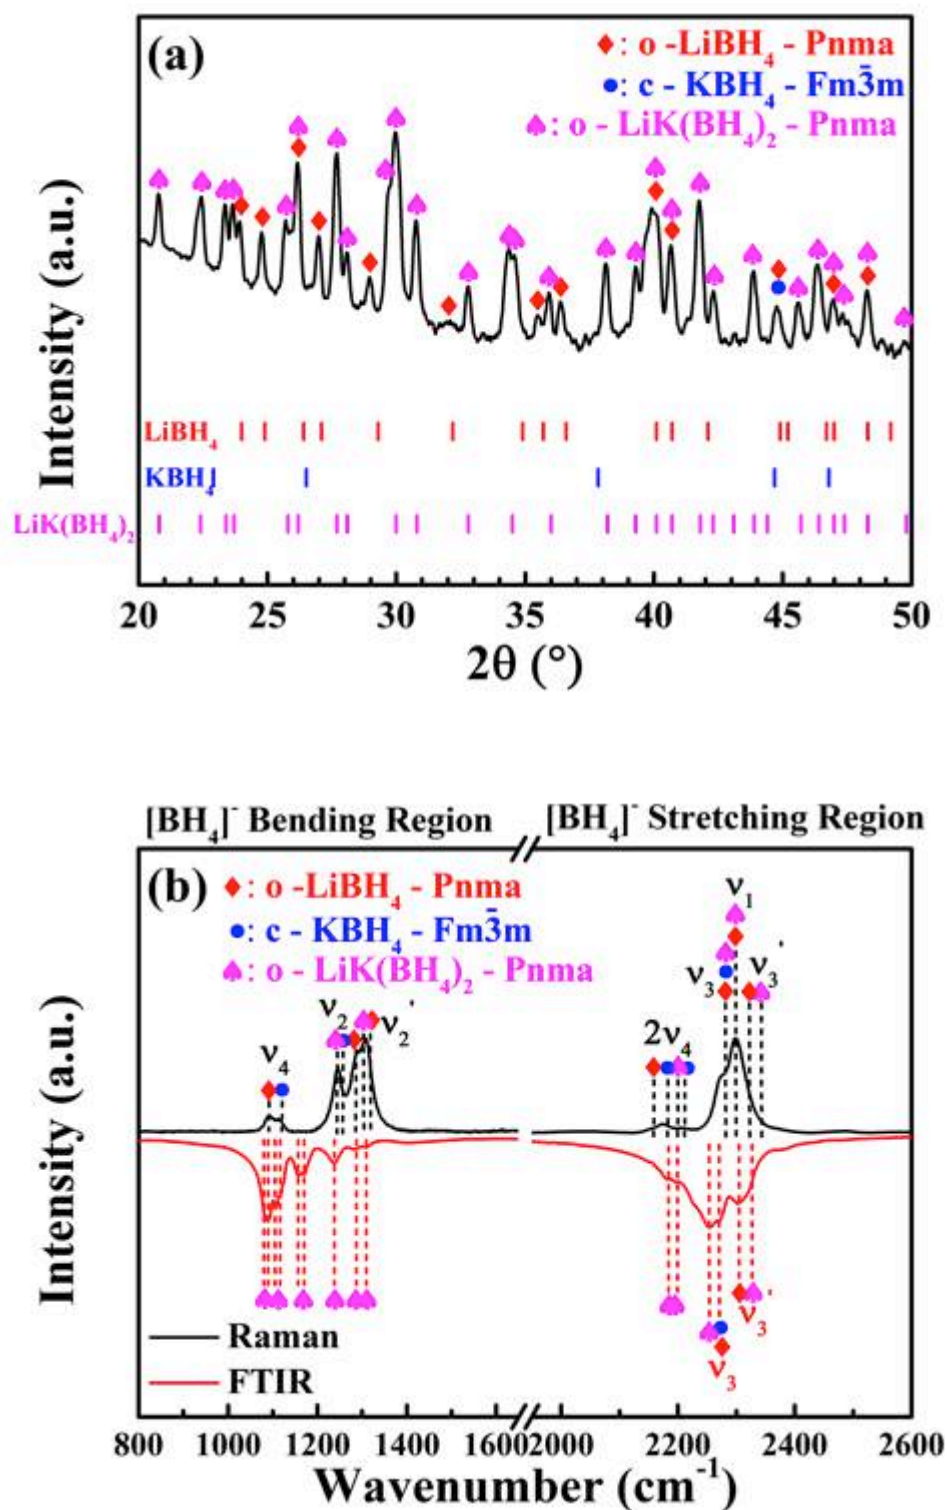 (a)
♦: o -LiBH₄ - Pnma
●: c - KBH₄ - Fm3̄m
♠: o - LiK(BH₄)₂ - Pnma
Intensity (a.u.)
LiBH₄
KBH₄
LiK(BH₄)₂
20 25 30 35 40 45 50
2θ (°)
[BH₄]⁻ Bending Region [BH₄]⁻ Stretching Region
(b)
♦: o -LiBH₄ - Pnma
●: c - KBH₄ - Fm3̄m
♠: o - LiK(BH₄)₂ - Pnma
ν₁
ν₃ ν₃'
ν₂ ν₂'
2ν₄
ν₄
Intensity (a.u.)
ν₃'
ν₃
Raman
FTIR
800 1000 1200 1400 1600 2000 2200 2400 2600
Wavenumber (cm⁻¹)